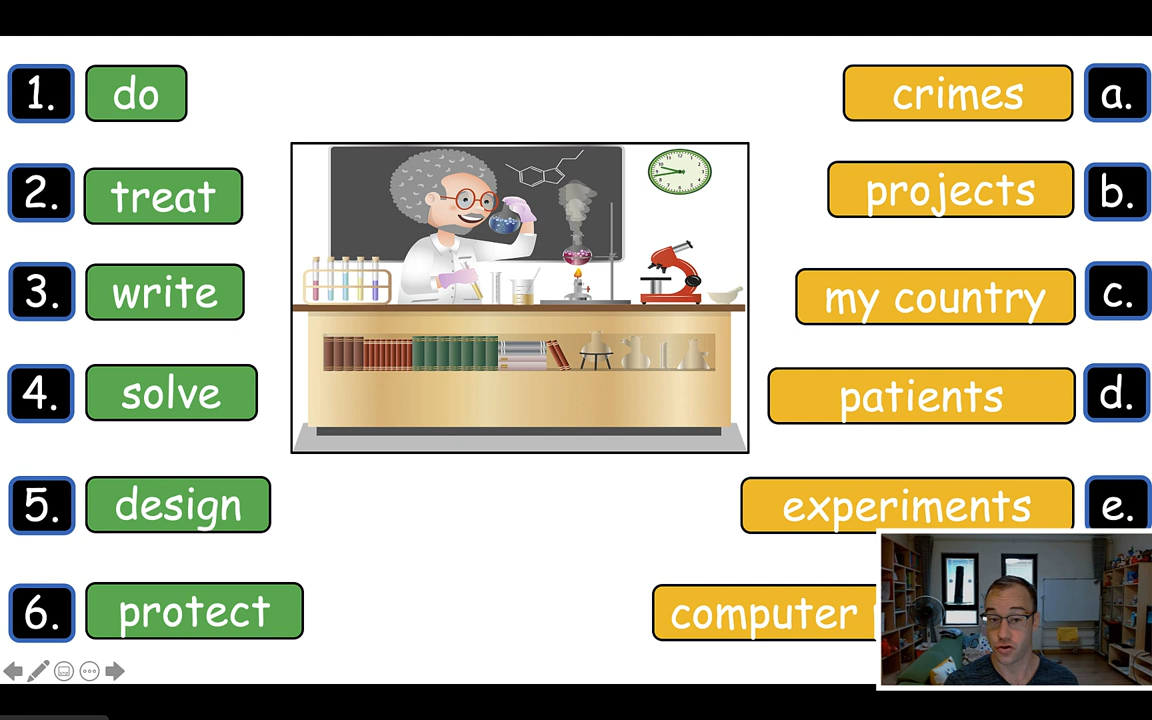 1. do
crimes a.
2. treat
projects b.
3. write
my country c.
4. solve
patients d.
5. design
experiments e.
6. protect
computer